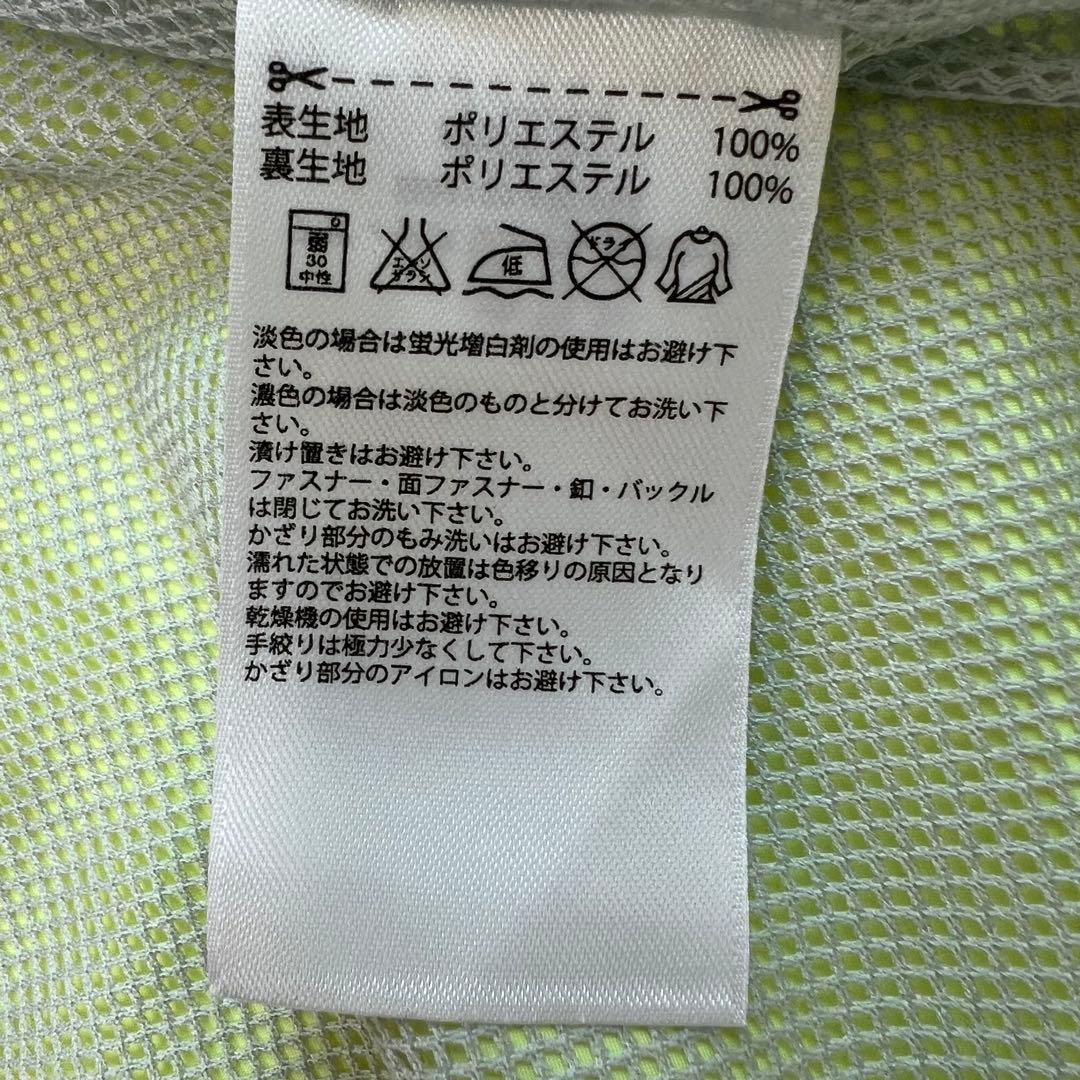 表生地 ポリエステル 100%
裏生地 ポリエステル 100%
弱
30
中性
エンソ
サラシ
低
ドライ
淡色の場合は蛍光増白剤の使用はお避け下
さい。
濃色の場合は淡色のものと分けてお洗い下
さい。
漬け置きはお避け下さい。
ファスナー・面ファスナー・釦・バックル
は閉じてお洗い下さい。
かざり部分のもみ洗いはお避け下さい。
濡れた状態での放置は色移りの原因となり
ますのでお避け下さい。
乾燥機の使用はお避け下さい。
手絞りは極力少なくして下さい。
かざり部分のアイロンはお避け下さい。